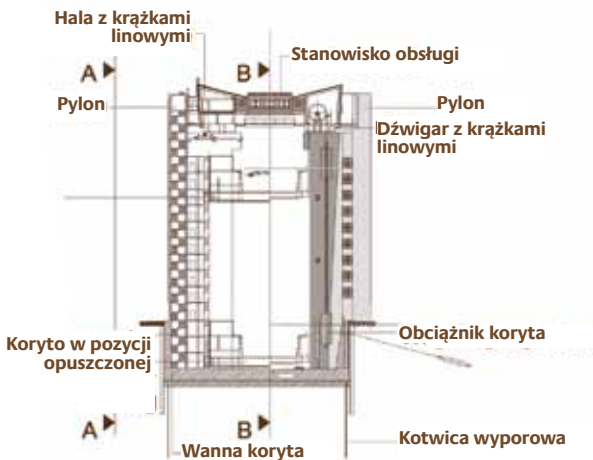 Hala z krążkami
linowymi
Stanowisko obsługi
A B
Pylon Pylon
Dźwigar z krążkami
linowymi
Obciążnik koryta
Koryto w pozycji
opuszczonej
A B
Kotwica wyporowa
Wanna koryta